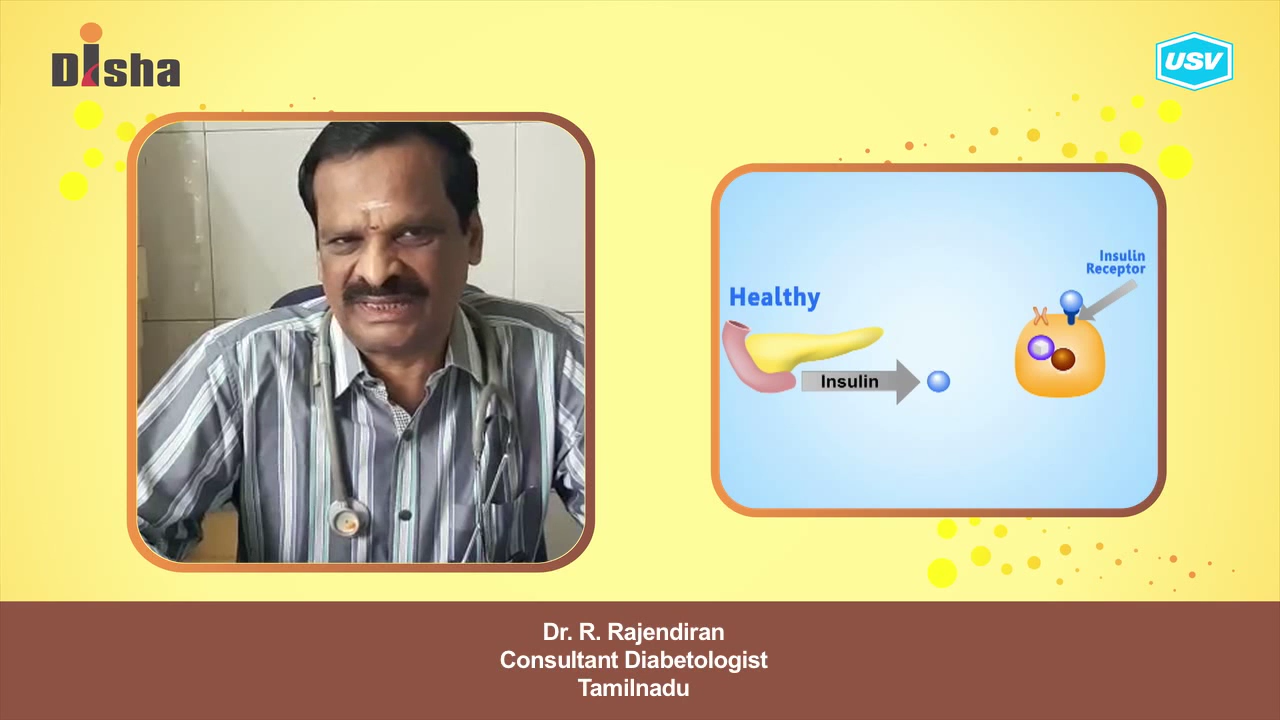 Disha
USV
Insulin
Receptor
Healthy
Insulin
Dr. R. Rajendiran
Consultant Diabetologist
Tamilnadu